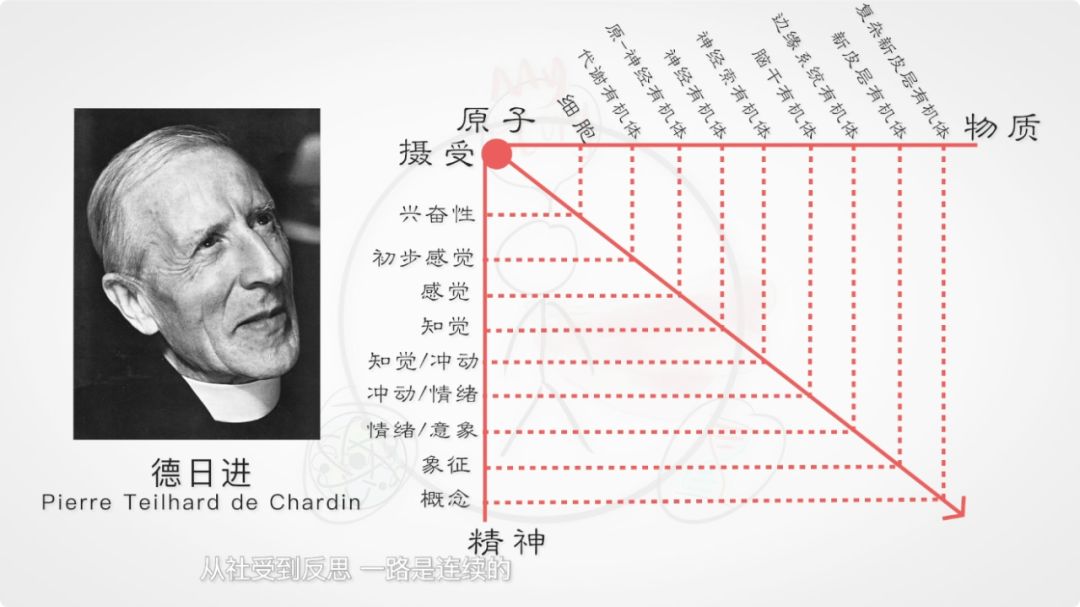 复杂新皮层有机体
新皮层有机体
边缘系统有机体
脑干有机体
神经索有机体
神经有机体
原-神经有机体
代谢有机体
细胞
原子
物质
摄受
兴奋性
初步感觉
感觉
知觉
知觉/冲动
冲动/情绪
情绪/意象
象征
概念
精神
德日进
Pierre Teilhard de Chardin
从社受到反思 一路是连续的